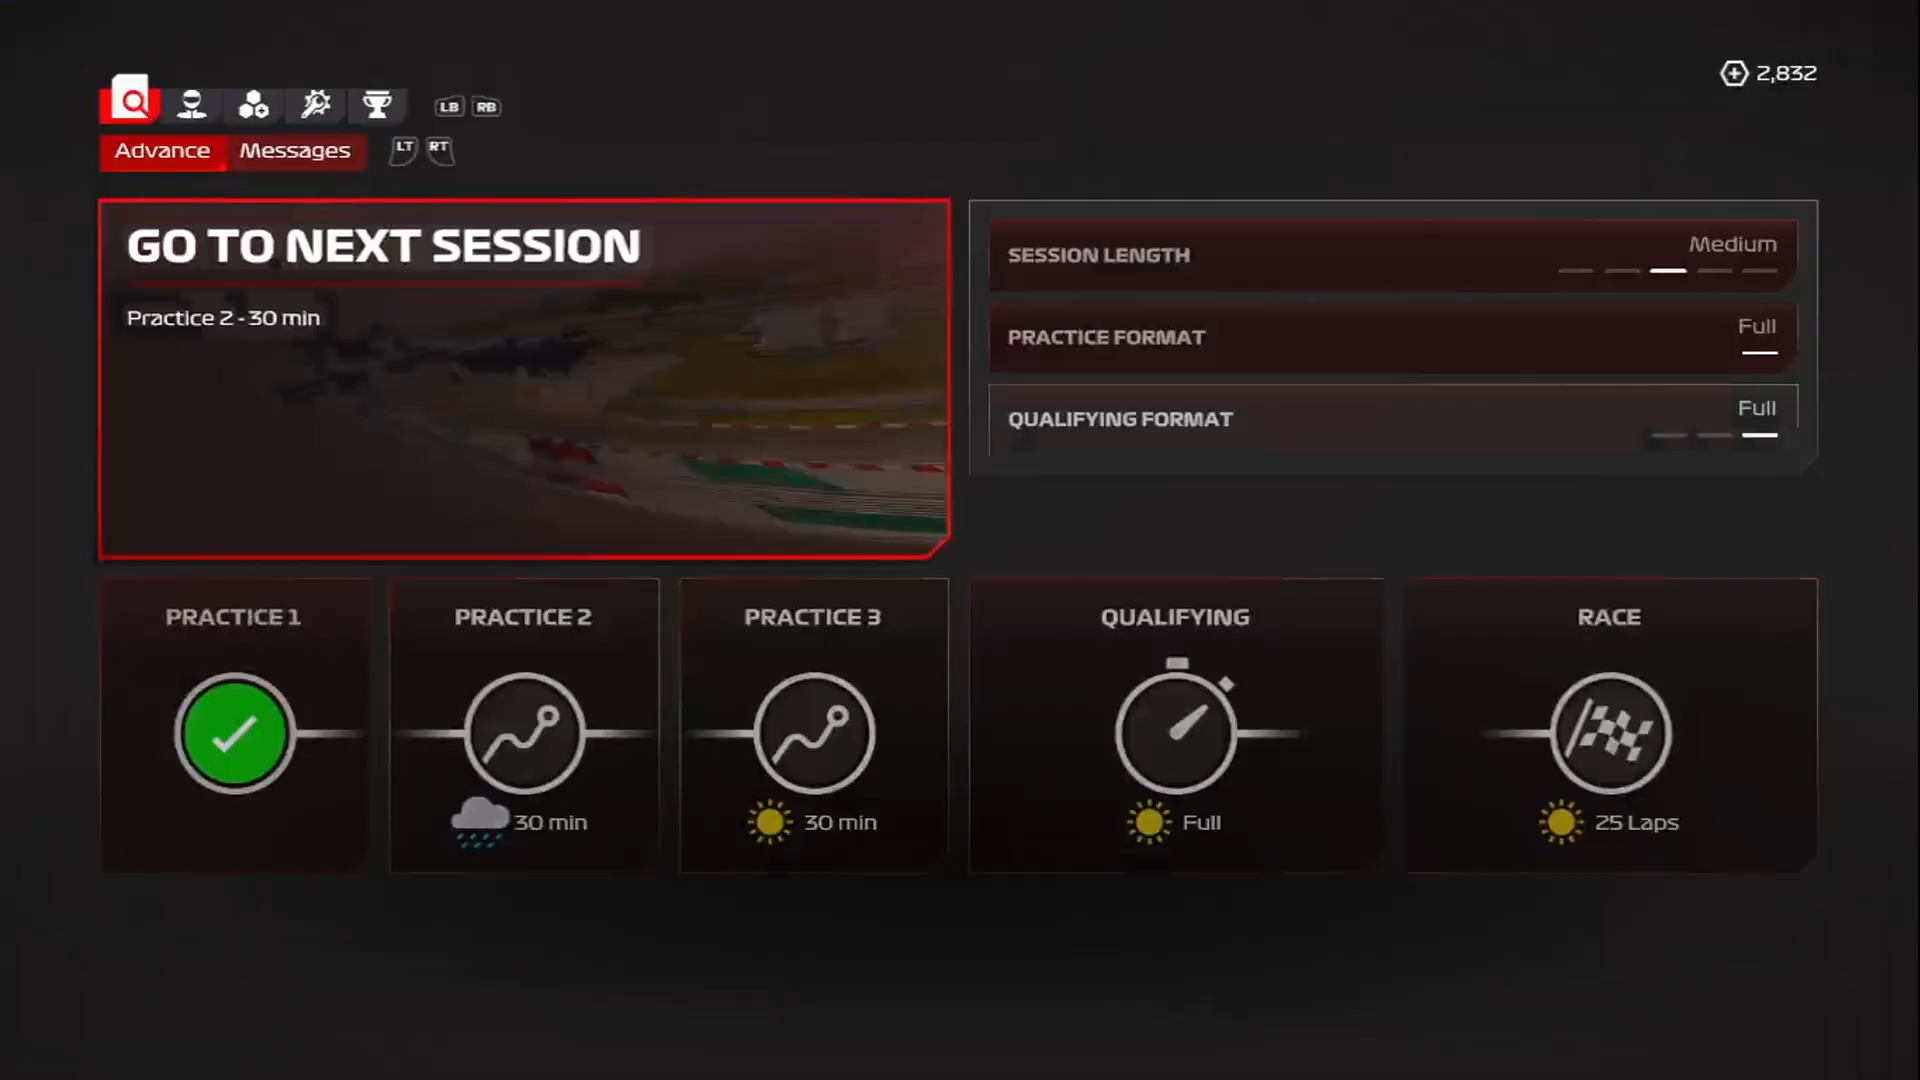 2,832
LB RB
Advance Messages LT RT
GO TO NEXT SESSION
Practice 2 - 30 min
SESSION LENGTH Medium
PRACTICE FORMAT Full
QUALIFYING FORMAT Full
PRACTICE 1
PRACTICE 2
30 min
PRACTICE 3
30 min
QUALIFYING
Full
RACE
25 Laps